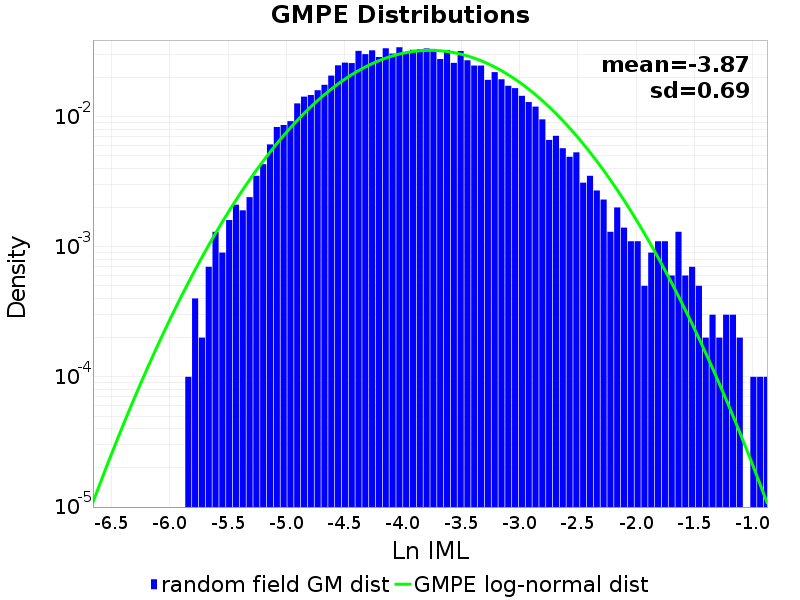 GMPE Distributions
mean=-3.87
sd=0.69
10-2
10-3
10-4
10-5
Density
-6.5 -6.0 -5.5 -5.0 -4.5 -4.0 -3.5 -3.0 -2.5 -2.0 -1.5 -1.0
Ln IML
random field GM dist GMPE log-normal dist